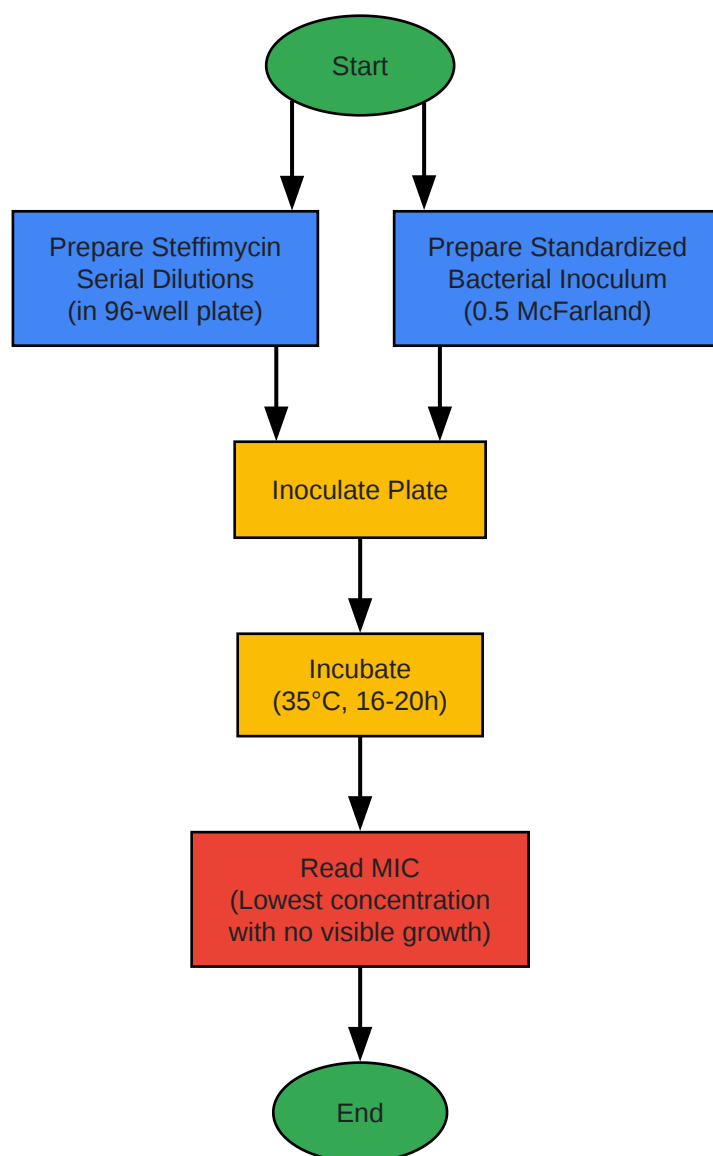 Start
Prepare Steffimycin
Serial Dilutions
(in 96-well plate)
Prepare Standardized
Bacterial Inoculum
(0.5 McFarland)
Inoculate Plate
Incubate
(35°C, 16-20h)
Read MIC
(Lowest concentration
with no visible growth)
End